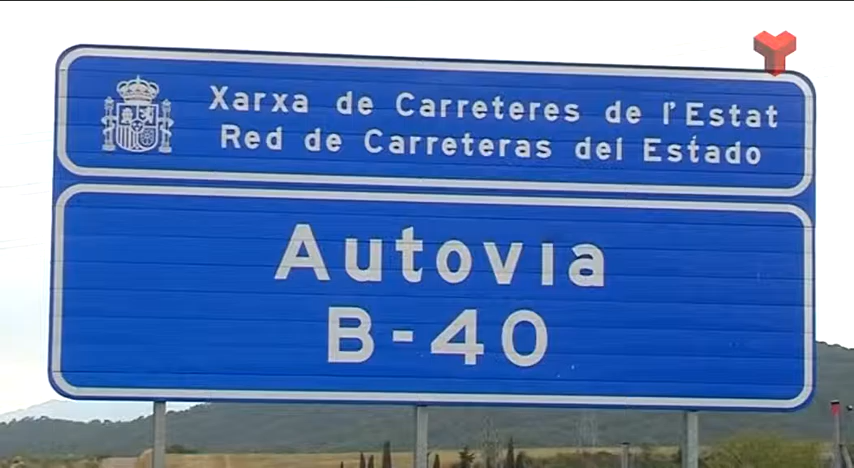 Xarxa de Carreteres de l'Estat
Red de Carreteras del Estado
Autovia
B-40